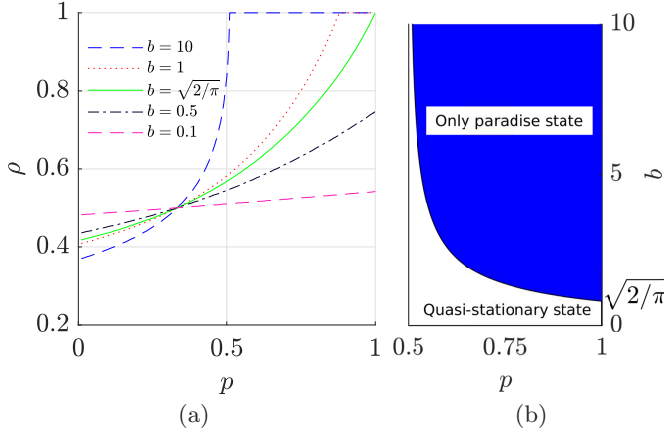 1
0.8
0.6
0.4
0.2
ρ
b = 10
b = 1
b = √2/π
b = 0.5
b = 0.1
0
0.5
1
p
(a)
Only paradise state
Quasi-stationary state
10
5
b
√2/π
0
0.5
0.75
1
p
(b)